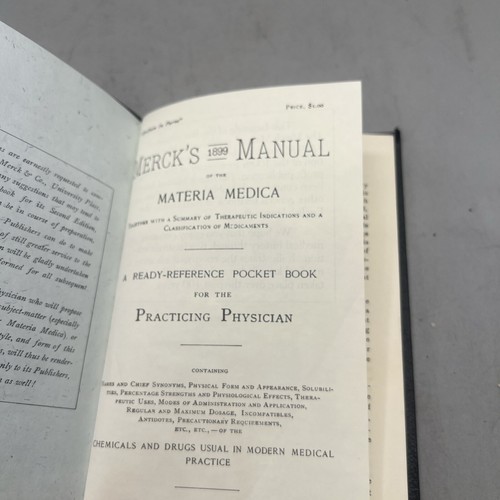 ns are earnestly requested to com-
Merck & Co., University Place,
any suggestions that may tend to
book for its Second Edition,
be in course of preparation,
Publishers can do to make
of still greater service to the
will be gladly undertaken
formed for all subsequent
hysician who will propose
subject-matter (especially
Materia Medica) or
tyle, and form of this
s, will thus be render-
only to its Publishers,
n as well!
Price, $1.00
MERCK'S 1899 MANUAL
OF THE
MATERIA MEDICA
TOGETHER WITH A SUMMARY OF THERAPEUTIC INDICATIONS AND A
CLASSIFICATION OF MEDICAMENTS
A READY-REFERENCE POCKET BOOK
FOR THE
PRACTICING PHYSICIAN
CONTAINING
NAMES AND CHIEF SYNONYMS, PHYSICAL FORM AND APPEARANCE, SOLUBILI-
TIES, PERCENTAGE STRENGTHS AND PHYSIOLOGICAL EFFECTS, THERA-
PEUTIC USES, MODES OF ADMINISTRATION AND APPLICATION,
REGULAR AND MAXIMUM DOSAGE, INCOMPATIBLES,
ANTIDOTES, PRECAUTIONARY REQUIREMENTS,
ETC., ETC.,—OF THE
CHEMICALS AND DRUGS USUAL IN MODERN MEDICAL
PRACTICE